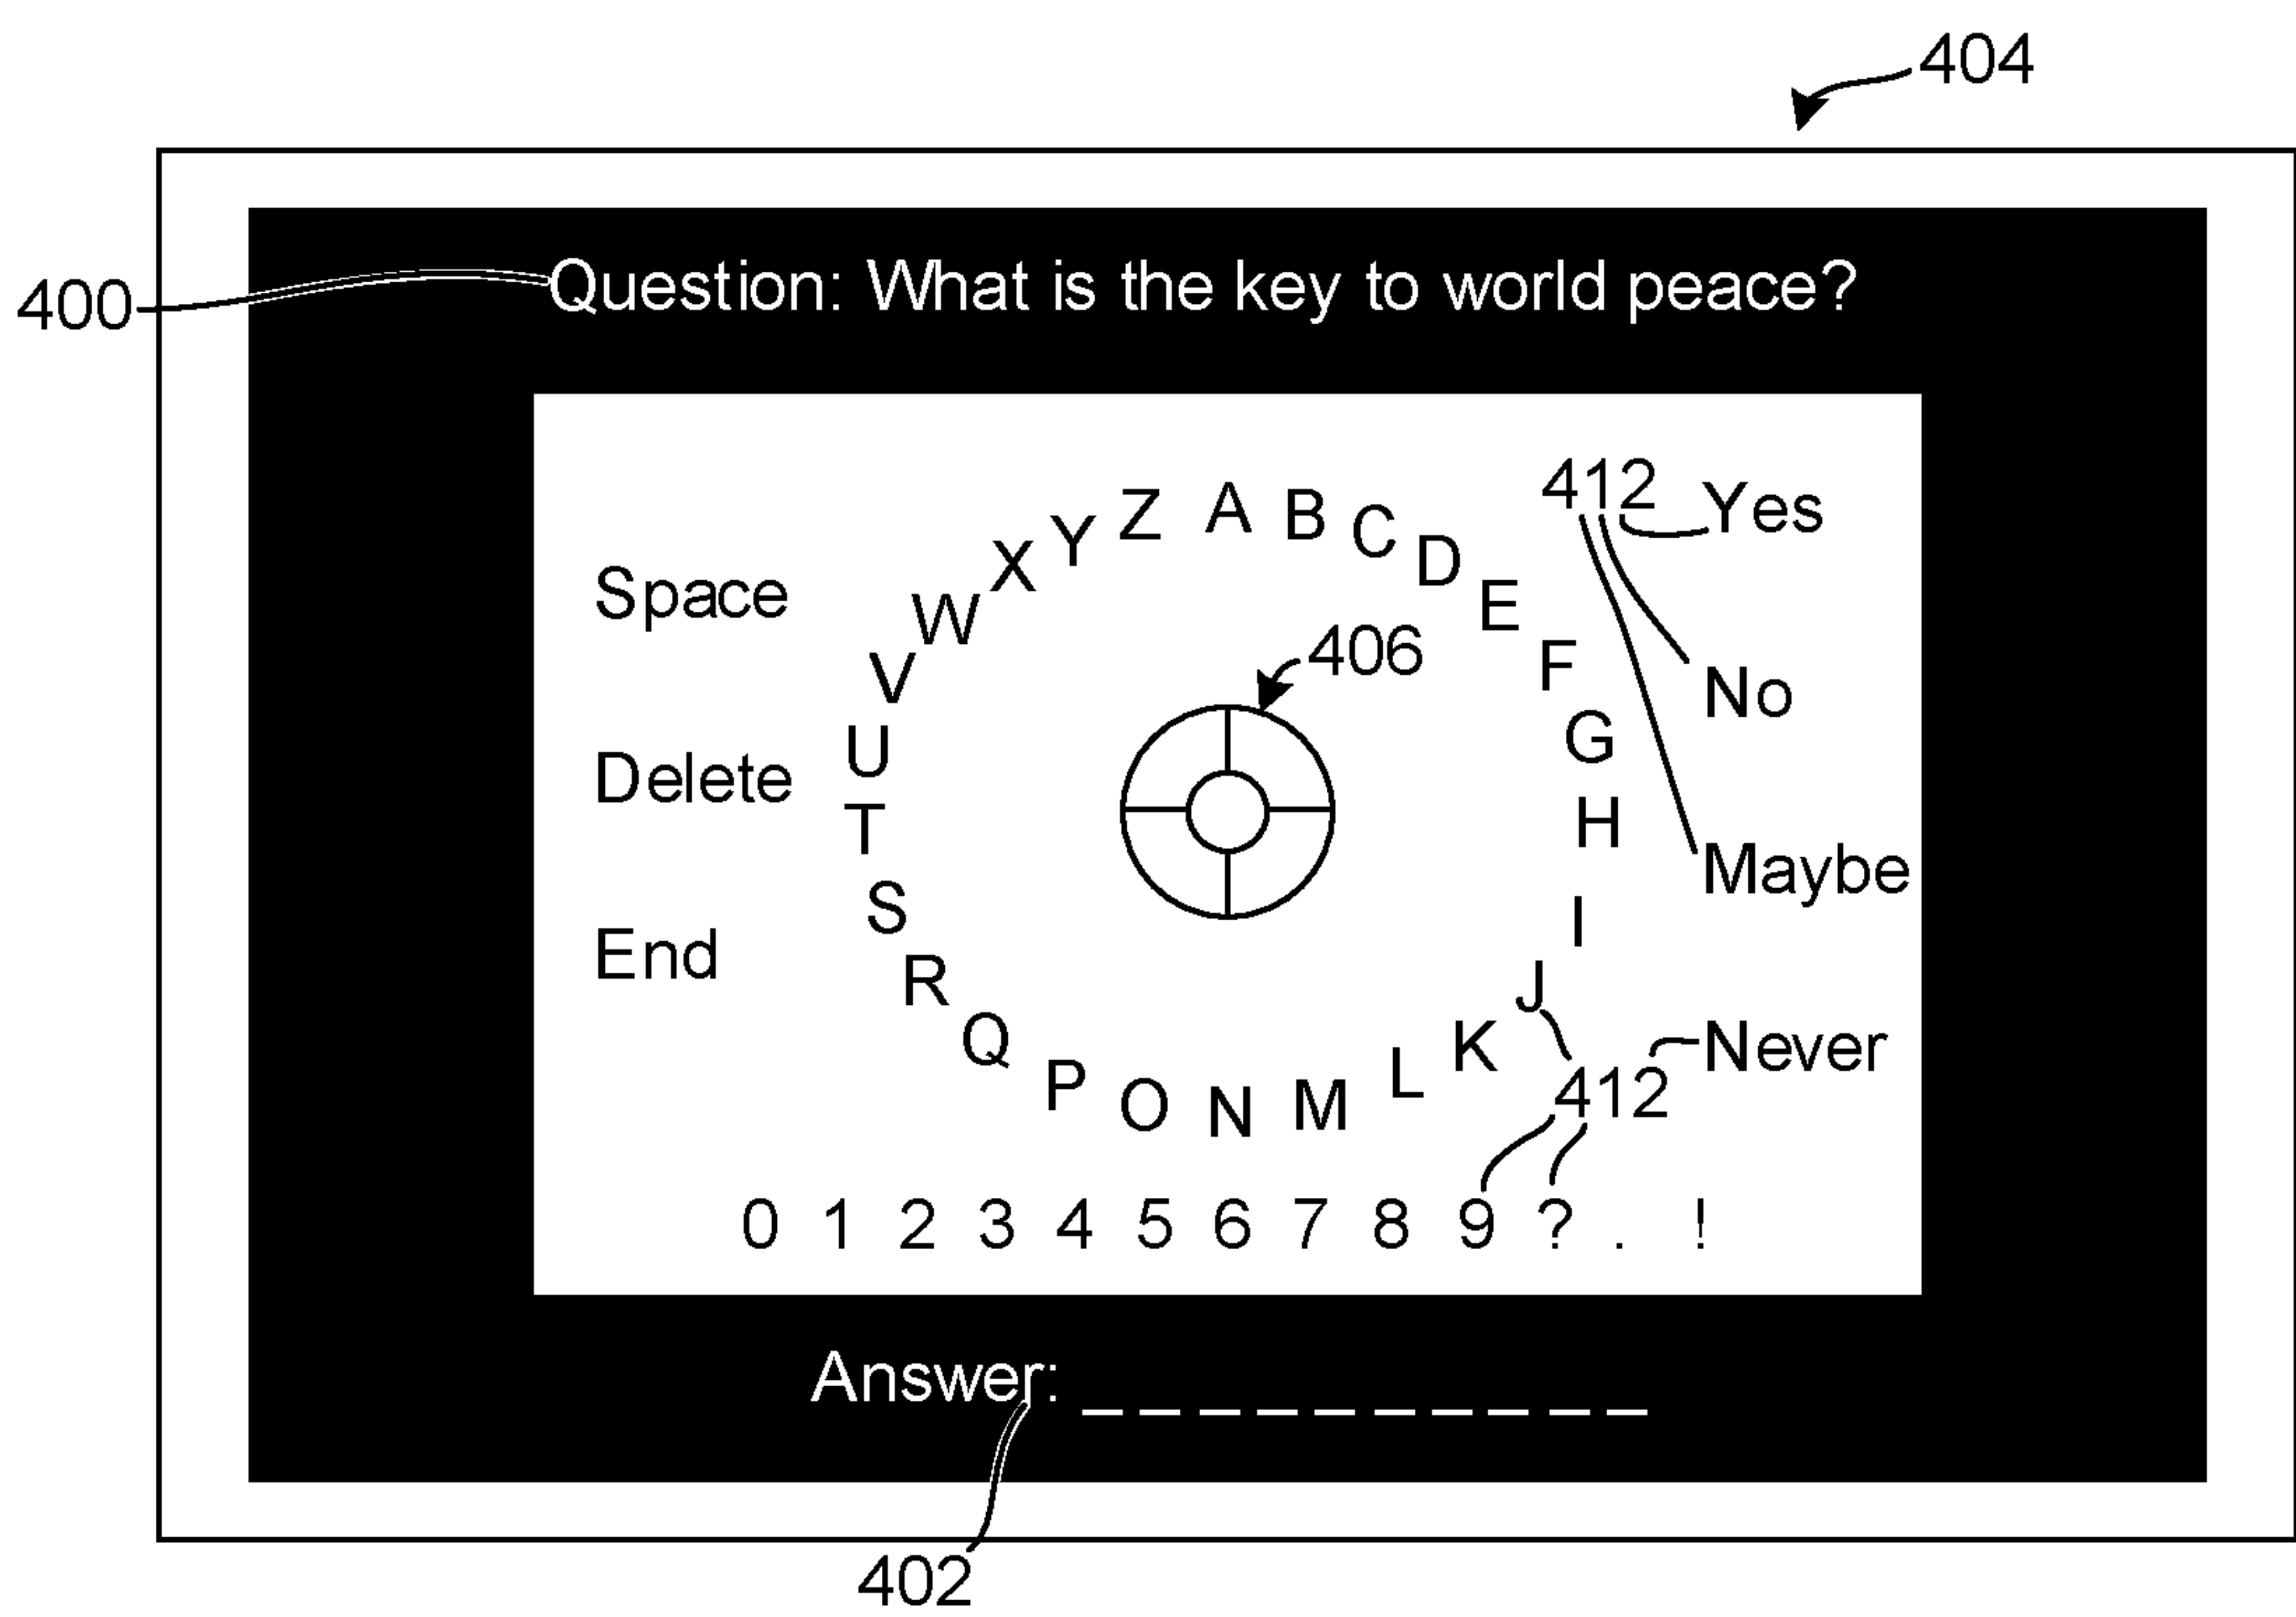 404
400
Question: What is the key to world peace?
412
Yes
Z A B C
X Y D
Space
W E
406
V F
No
U G
Delete
T H
Maybe
S I
End
R J
Q K
Never
P O N M L
412
0 1 2 3 4 5 6 7 8 9 ? . !
Answer: _ _ _ _ _ _ _ _ _ _
402